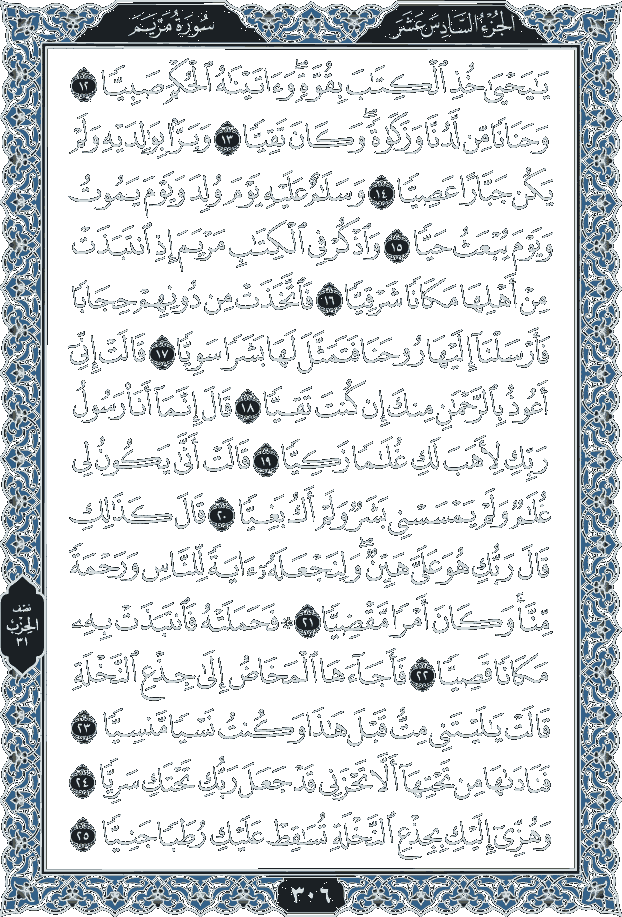 سُورَةُ مَرْيَمَ
الجُزْءُ السَّادِسَ عَشَرَ
يَٰيَحْيَىٰ خُذِ ٱلْكِتَٰبَ بِقُوَّةٍۖ وَءَاتَيْنَٰهُ ٱلْحُكْمَ صَبِيًّا ١٢
وَحَنَانًا مِّن لَّدُنَّا وَزَكَوٰةًۖ وَكَانَ تَقِيًّا ١٣ وَبَرًّۢا بِوَٰلِدَيْهِ وَلَمْ
يَكُن جَبَّارًا عَصِيًّا ١٤ وَسَلَٰمٌ عَلَيْهِ يَوْمَ وُلِدَ وَيَوْمَ يَمُوتُ
وَيَوْمَ يُبْعَثُ حَيًّا ١٥ وَٱذْكُرْ فِى ٱلْكِتَٰبِ مَرْيَمَ إِذِ ٱنتَبَذَتْ
مِنْ أَهْلِهَا مَكَانًا شَرْقِيًّا ١٦ فَٱتَّخَذَتْ مِن دُونِهِمْ حِجَابًا
فَأَرْسَلْنَآ إِلَيْهَا رُوحَنَا فَتَمَثَّلَ لَهَا بَشَرًا سَوِيًّا ١٧ قَالَتْ إِنِّىٓ
أَعُوذُ بِٱلرَّحْمَٰنِ مِنكَ إِن كُنتَ تَقِيًّا ١٨ قَالَ إِنَّمَآ أَنَا۠ رَسُولُ
رَبِّكِ لِأَهَبَ لَكِ غُلَٰمًا زَكِيًّا ١٩ قَالَتْ أَنَّىٰ يَكُونُ لِى
غُلَٰمٌ وَلَمْ يَمْسَسْنِى بَشَرٌ وَلَمْ أَكُ بَغِيًّا ٢٠ قَالَ كَذَٰلِكِ
قَالَ رَبُّكِ هُوَ عَلَىَّ هَيِّنٌۖ وَلِنَجْعَلَهُۥٓ ءَايَةً لِّلنَّاسِ وَرَحْمَةً
مِّنَّاۚ وَكَانَ أَمْرًا مَّقْضِيًّا ٢١ ۞ فَحَمَلَتْهُ فَٱنتَبَذَتْ بِهِۦ
مَكَانًا قَصِيًّا ٢٢ فَأَجَآءَهَا ٱلْمَخَاضُ إِلَىٰ جِذْعِ ٱلنَّخْلَةِ
قَالَتْ يَٰلَيْتَنِى مِتُّ قَبْلَ هَٰذَا وَكُنتُ نَسْيًا مَّنسِيًّا ٢٣
فَنَادَىٰهَا مِن تَحْتِهَآ أَلَّا تَحْزَنِى قَدْ جَعَلَ رَبُّكِ تَحْتَكِ سَرِيًّا ٢٤
وَهُزِّىٓ إِلَيْكِ بِجِذْعِ ٱلنَّخْلَةِ تُسَٰقِطْ عَلَيْكِ رُطَبًا جَنِيًّا ٢٥
نصف
الحزب
٣١
٣٠٦